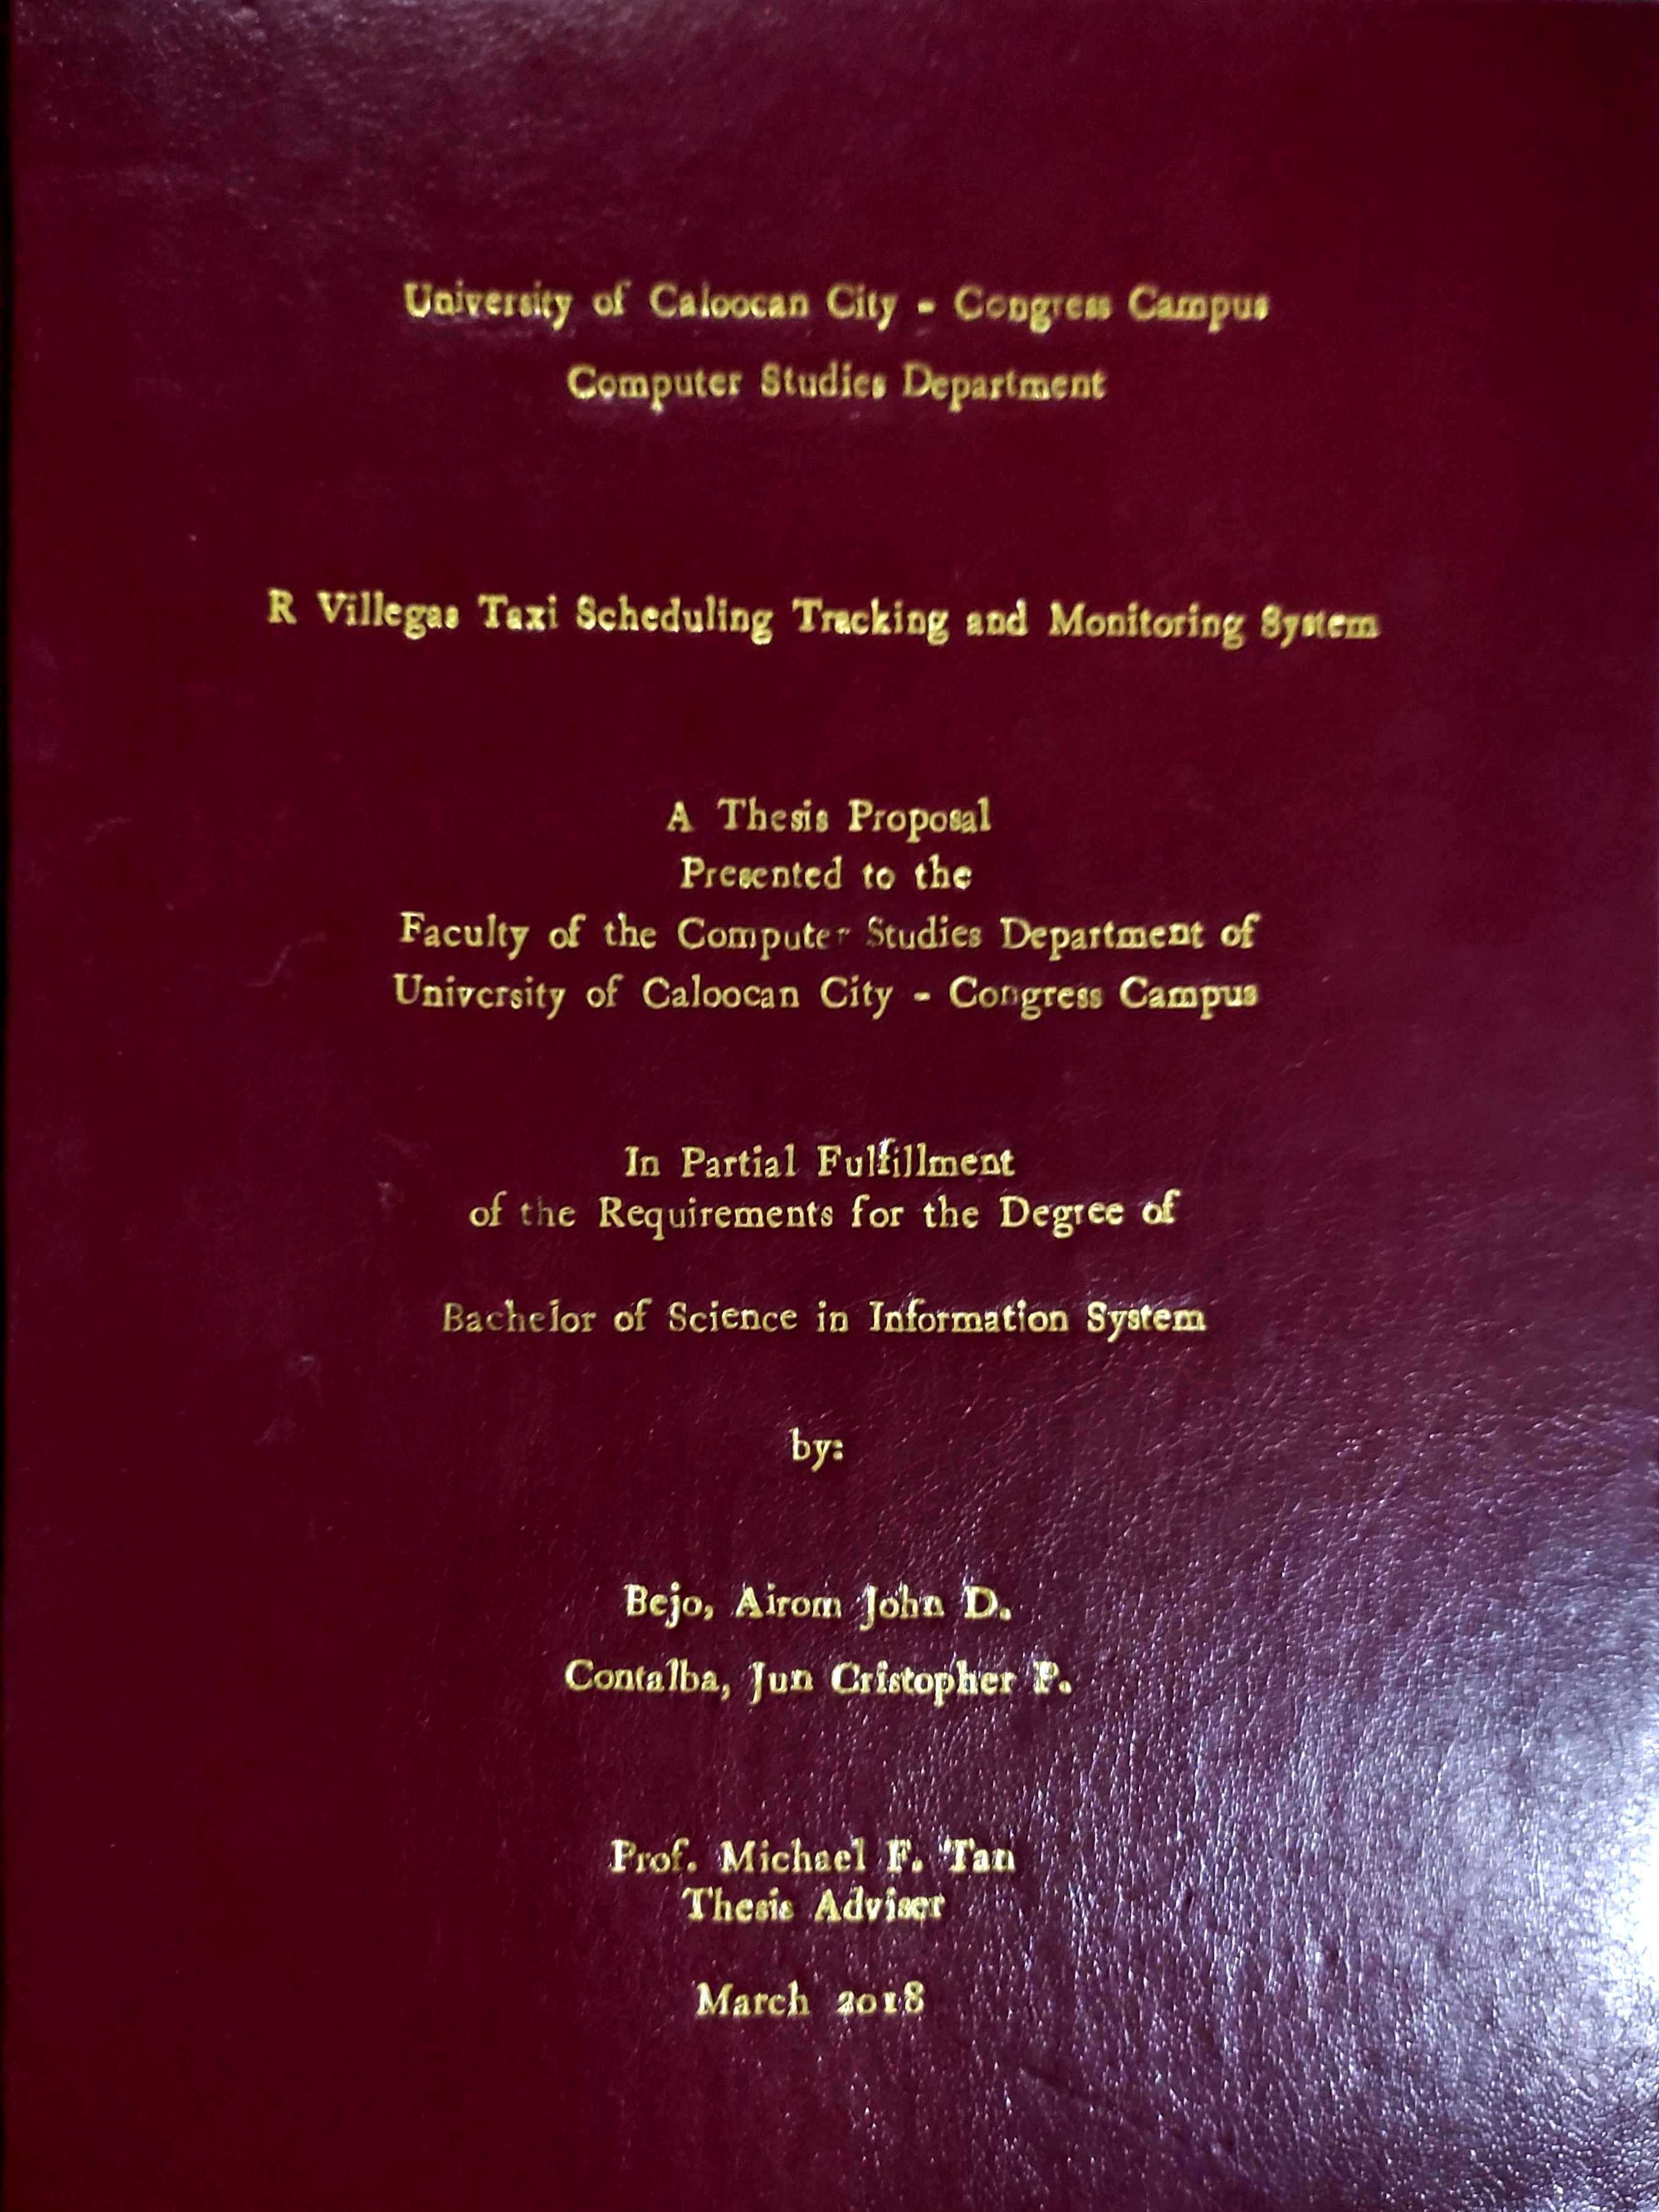 University of Caloocan City - Congress Campus
Computer Studies Department
R Villegas Taxi Scheduling Tracking and Monitoring System
A Thesis Proposal
Presented to the
Faculty of the Computer Studies Department of
University of Caloocan City - Congress Campus
In Partial Fulfillment
of the Requirements for the Degree of
Bachelor of Science in Information System
by:
Bejo, Airom John D.
Contalba, Jun Cristopher P.
Prof. Michael F. Tan
Thesis Adviser
March 2018